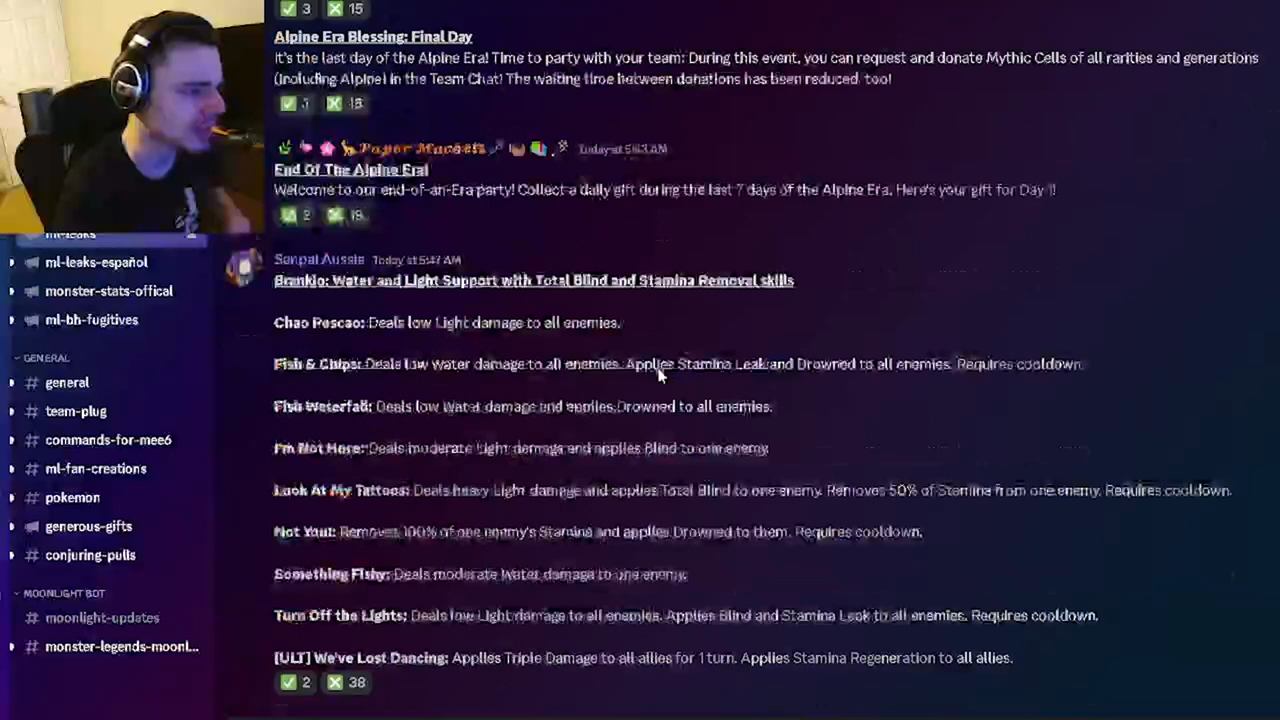 3 15
Alpine Era Blessing: Final Day
It's the last day of the Alpine Era! Time to party with your team: During this event, you can request and donate Mythic Cells of all rarities and generations
(including Alpine) in the Team Chat! The waiting time between donations has been reduced, too!
18
Today at
End Of The Alpine Era!
Welcome to our end-of-an-Era party! Collect a daily gift during the last 7 days of the Alpine Era. Here's your gift for Day 1!
2 19
ml-leaks
Senpai Aussie Today at 5:47 AM
ml-leaks-español
Water and Light Support with Total Blind and Stamina Removal skills
monster-stats-offical
ml-bh-fugitives
Chao Pescao: Deals low Light damage to all enemies.
GENERAL
Fish & Chips: Deals low Water damage to all enemies. Applies Stamina Leak and Drowned to all enemies. Requires cooldown.
general
team-plug
Fish Waterfall: Deals low Water damage and applies Drowned to all enemies.
commands-for-mee6
I'm Not Here: Deals moderate Light damage and applies Blind to one enemy.
ml-fan-creations
Look At My Tattoos: Deals heavy Light damage and applies Total Blind to one enemy. Removes 50% of Stamina from one enemy. Requires cooldown.
pokemon
generous-gifts
Not You!: Removes 100% of one enemy's Stamina and applies Drowned to them. Requires cooldown.
conjuring-pulls
Something Fishy: Deals moderate Water damage to one enemy.
MOONLIGHT BOT
moonlight-updates
Turn Off the Lights: Deals low Light damage to all enemies. Applies Blind and Stamina Leak to all enemies. Requires cooldown.
monster-legends-moonl...
[ULT] We've Lost Dancing: Applies Triple Damage to all allies for 1 turn. Applies Stamina Regeneration to all allies.
2 38